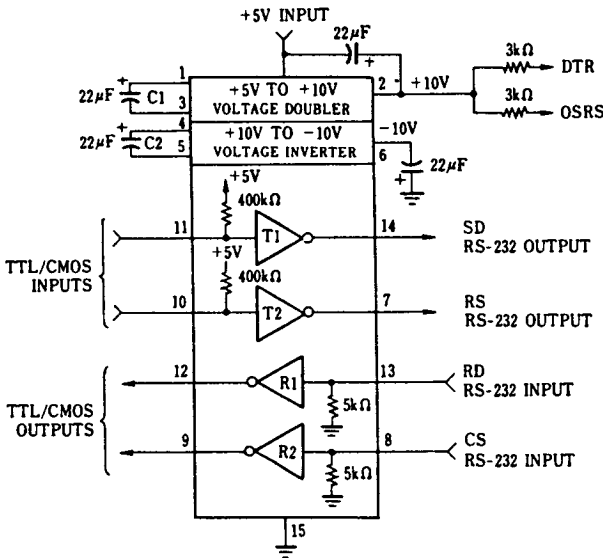 +5V INPUT
22µF
+
1
22µF
+
C1
3
+5V TO +10V
VOLTAGE DOUBLER
2
+10V
3kΩ
DTR
3kΩ
OSRS
4
22µF
+
C2
5
+10V TO −10V
VOLTAGE INVERTER
−10V
6
22µF
+
+5V
400kΩ
11
T1
14
SD
RS-232 OUTPUT
TTL/CMOS
INPUTS
+5V
400kΩ
10
T2
7
RS
RS-232 OUTPUT
12
R1
13
RD
RS-232 INPUT
5kΩ
TTL/CMOS
OUTPUTS
9
R2
8
CS
RS-232 INPUT
5kΩ
15